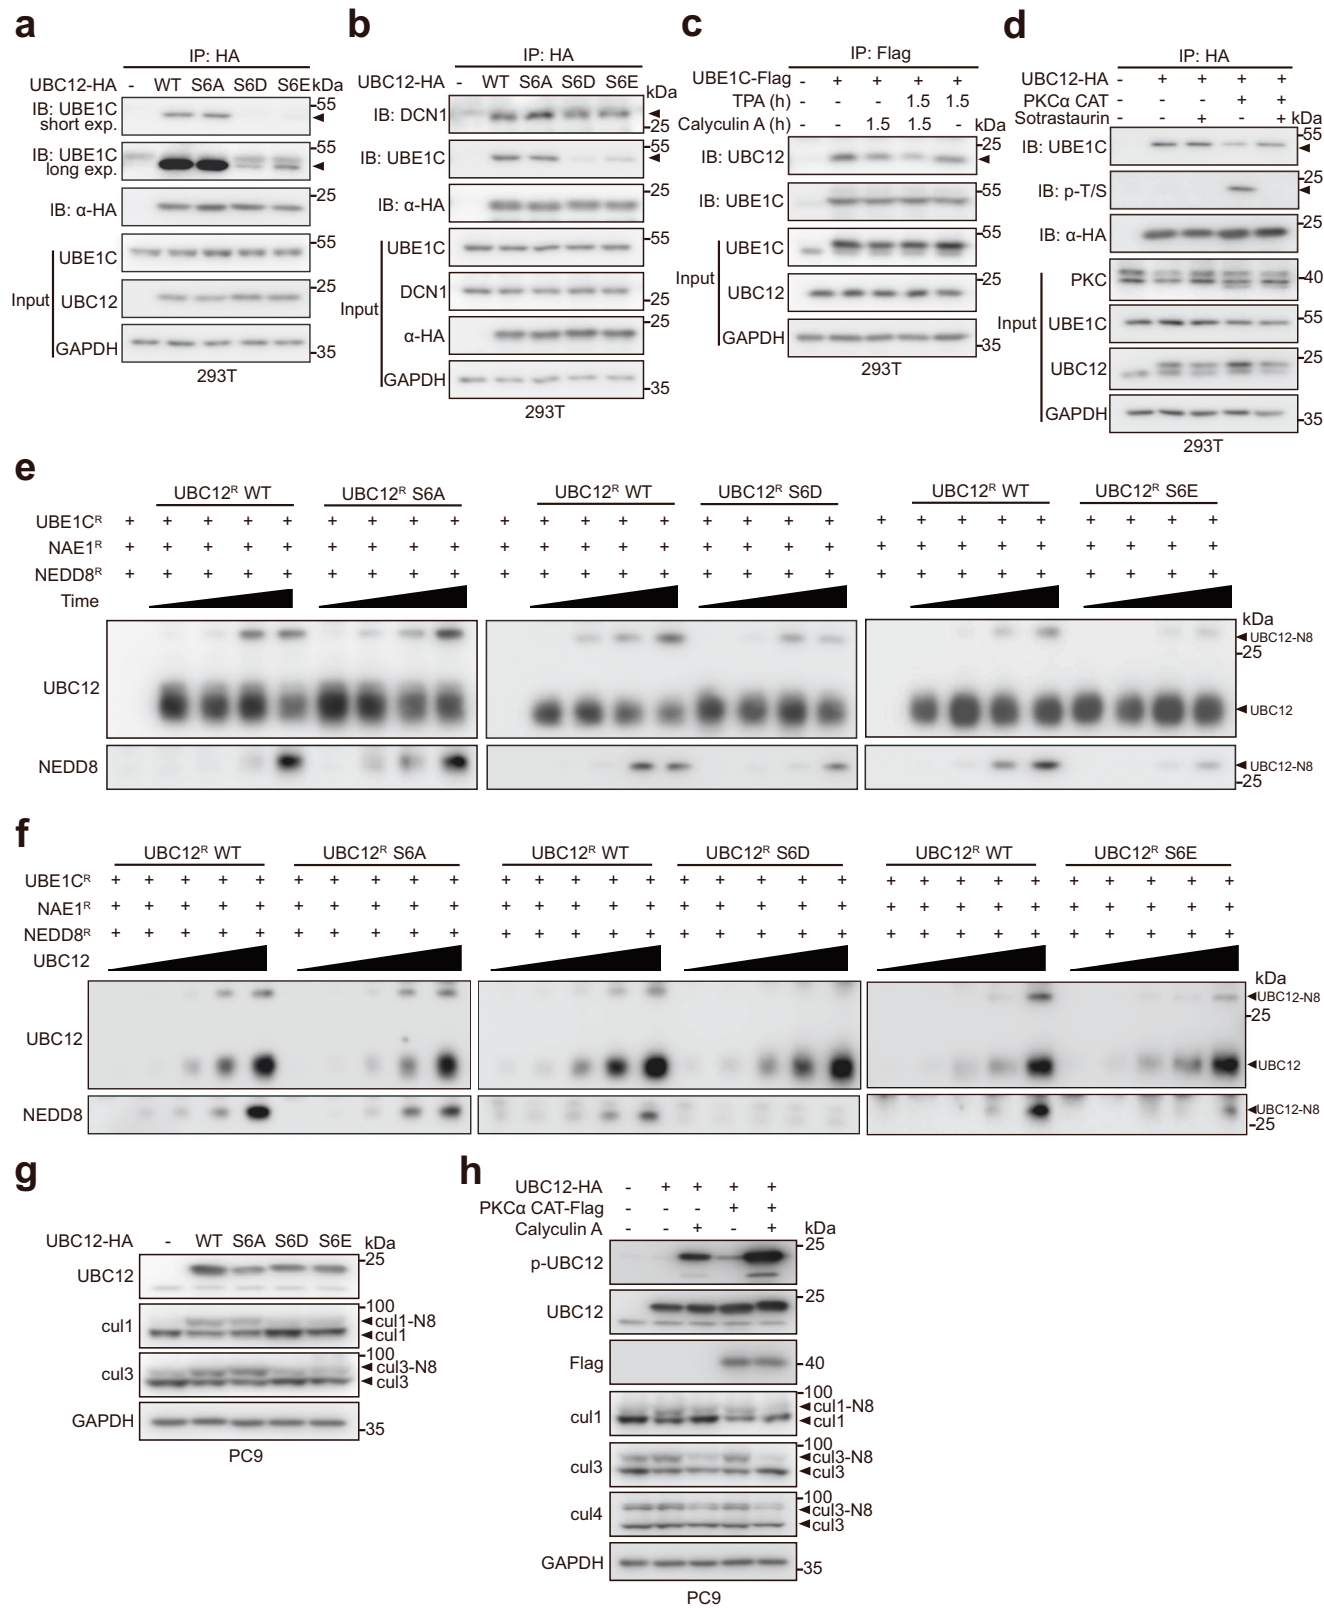 a
IP: HA
UBC12-HA - WT S6A S6D S6E kDa
IB: UBE1C short exp. 55
IB: UBE1C long exp. 55
IB: α-HA 25
Input
UBE1C 55
UBC12 25
GAPDH 35
293T
b
IP: HA
UBC12-HA - WT S6A S6D S6E
kDa
IB: DCN1 25
IB: UBE1C 55
IB: α-HA 25
Input
UBE1C 55
DCN1 25
α-HA 25
GAPDH 35
293T
c
IP: Flag
UBE1C-Flag - + + + +
TPA (h) - - - 1.5 1.5
Calyculin A (h) - - 1.5 1.5 - kDa
IB: UBC12 25
IB: UBE1C 55
Input
UBE1C 55
UBC12 25
GAPDH 35
293T
d
IP: HA
UBC12-HA - + + + +
PKCα CAT - - - + +
Sotrastaurin - - + - + kDa
IB: UBE1C 55
IB: p-T/S 25
IB: α-HA 25
Input
PKC 40
UBE1C 55
UBC12 25
GAPDH 35
293T
e
UBC12ᴿ WT UBC12ᴿ S6A UBC12ᴿ WT UBC12ᴿ S6D UBC12ᴿ WT UBC12ᴿ S6E
UBE1Cᴿ + + + + + + + + + + + + + + + + + + + + + + + + + + +
NAE1ᴿ + + + + + + + + + + + + + + + + + + + + + + + + + + +
NEDD8ᴿ + + + + + + + + + + + + + + + + + + + + + + + + + + +
Time
kDa
UBC12-N8
25
UBC12
UBC12
NEDD8
UBC12-N8
25
f
UBC12ᴿ WT UBC12ᴿ S6A UBC12ᴿ WT UBC12ᴿ S6D UBC12ᴿ WT UBC12ᴿ S6E
UBE1Cᴿ + + + + + + + + + + + + + + + + + + + + + + + + + + + + + +
NAE1ᴿ + + + + + + + + + + + + + + + + + + + + + + + + + + + + + +
NEDD8ᴿ + + + + + + + + + + + + + + + + + + + + + + + + + + + + + +
UBC12
kDa
UBC12-N8
25
UBC12
UBC12
NEDD8
UBC12-N8
25
g
UBC12-HA - WT S6A S6D S6E kDa
UBC12 25
cul1 100 cul1-N8 cul1
cul3 100 cul3-N8 cul3
GAPDH 35
PC9
h
UBC12-HA - + + + +
PKCα CAT-Flag - - - + +
Calyculin A - - + - + kDa
p-UBC12 25
UBC12 25
Flag 40
cul1 100 cul1-N8 cul1
cul3 100 cul3-N8 cul3
cul4 100 cul3-N8 cul3
GAPDH 35
PC9